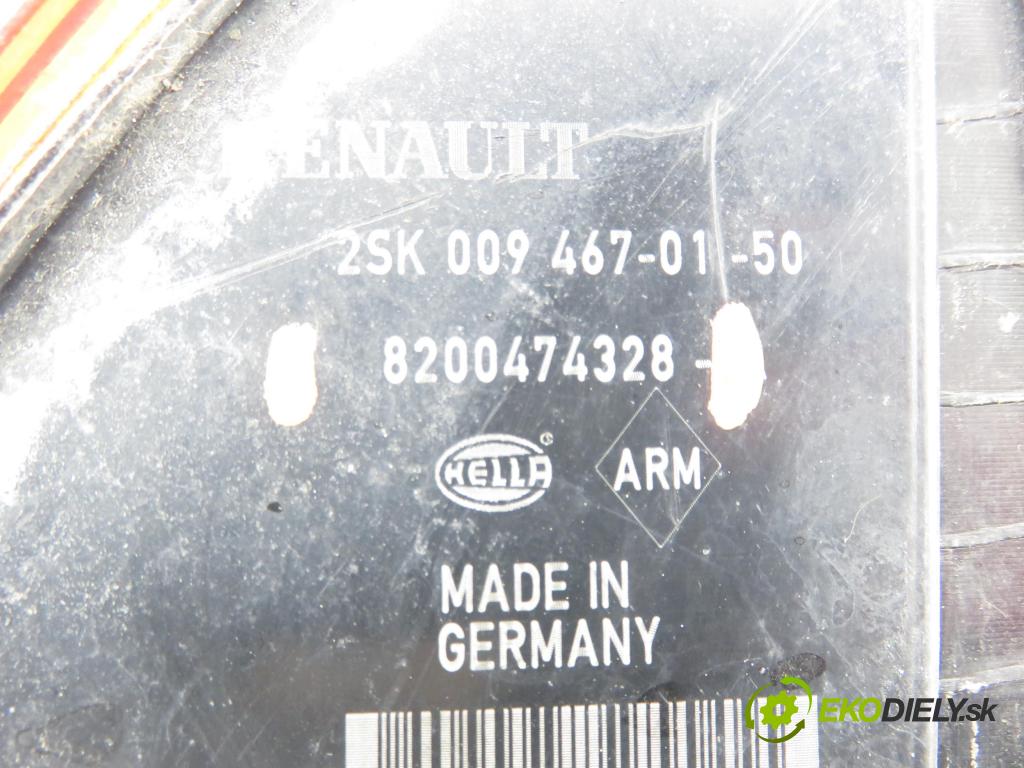 RENAULT
2SK 009 467-01 -50
8200474328 -
HELLA
ARM
MADE IN
GERMANY
EKODIELY.sk